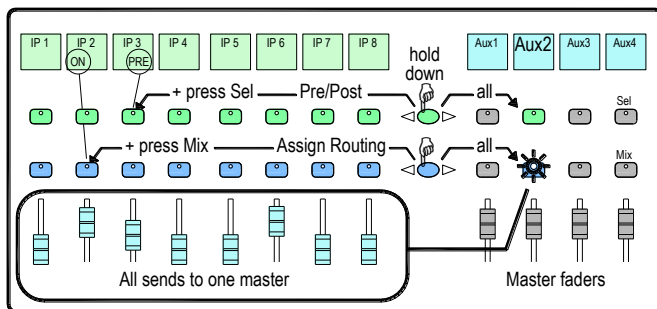 IP 1 IP 2 IP 3 IP 4 IP 5 IP 6 IP 7 IP 8 Aux1 Aux2 Aux3 Aux4
ON PRE
hold
down
+ press Sel Pre/Post all Sel
+ press Mix Assign Routing all Mix
All sends to one master Master faders